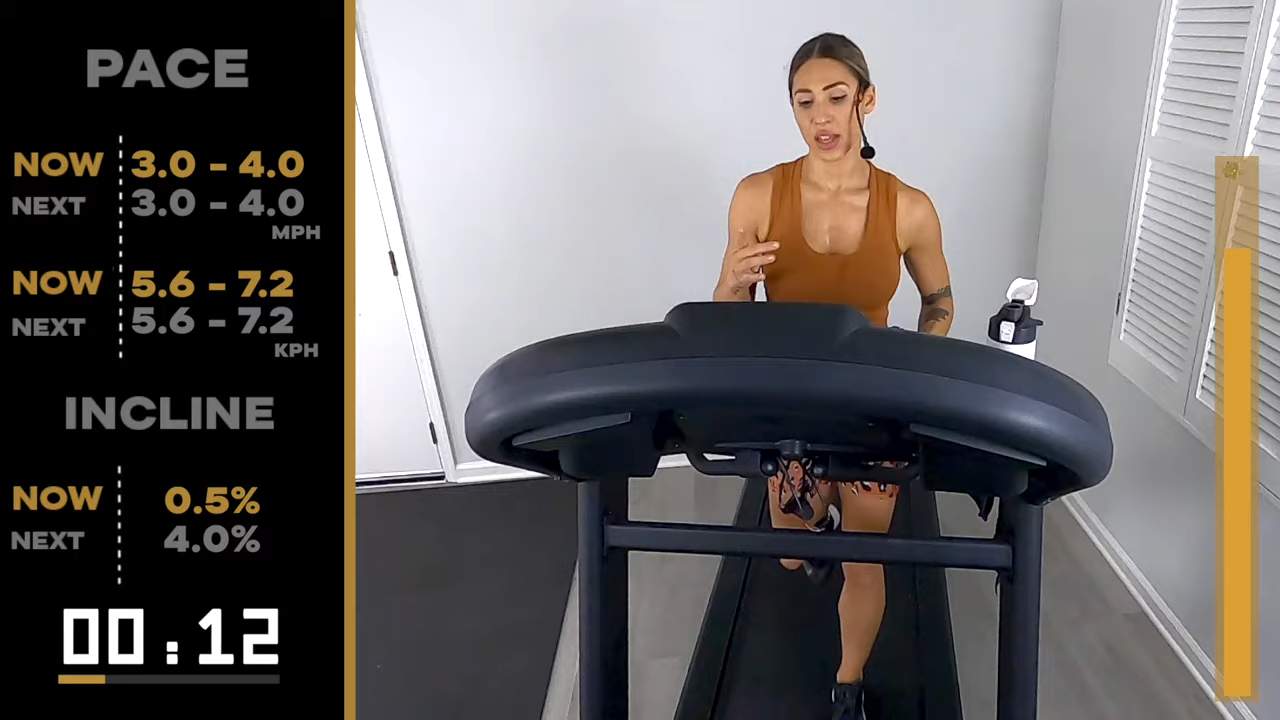 PACE
NOW 3.0 - 4.0
NEXT 3.0 - 4.0
MPH
NOW 5.6 - 7.2
NEXT 5.6 - 7.2
KPH
INCLINE
NOW 0.5%
NEXT 4.0%
00:12